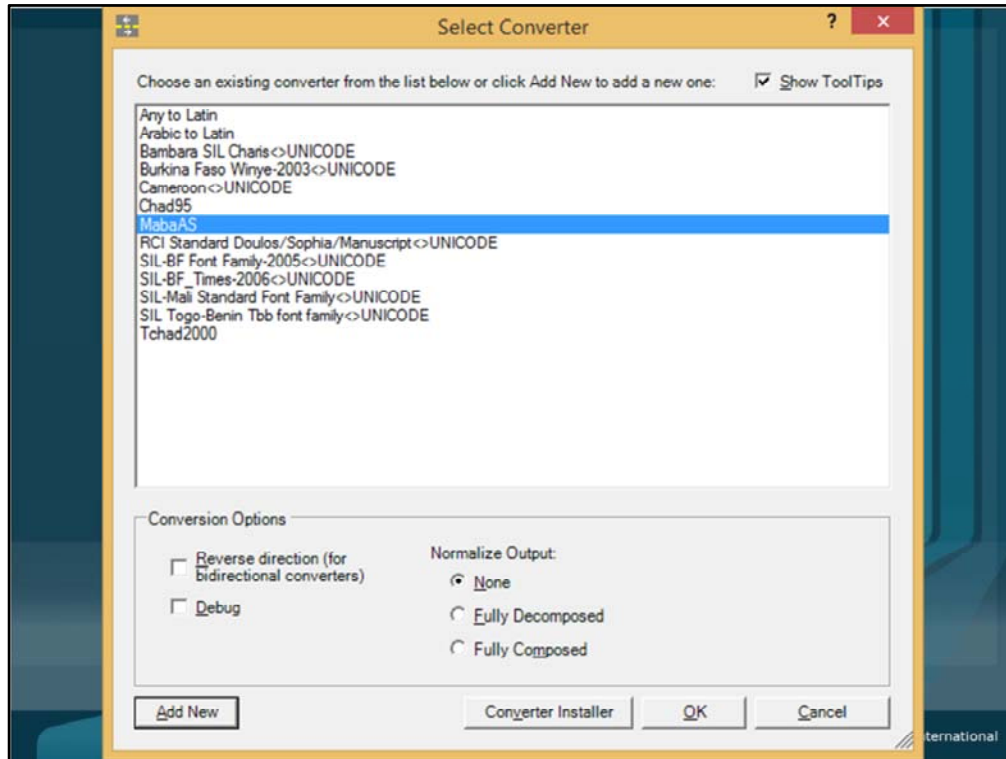 Select Converter
?
x
Choose an existing converter from the list below or click Add New to add a new one:
Show ToolTips
Any to Latin
Arabic to Latin
Bambara SIL Charis<>UNICODE
Burkina Faso Winye-2003<>UNICODE
Cameroon<>UNICODE
Chad95
MabaAS
RCI Standard Doulos/Sophia/Manuscript<>UNICODE
SIL-BF Font Family-2005<>UNICODE
SIL-BF_Times-2006<>UNICODE
SIL-Mali Standard Font Family<>UNICODE
SIL Togo-Benin Tbb font family<>UNICODE
Tchad2000
Conversion Options
Reverse direction (for
bidirectional converters)
Debug
Normalize Output:
None
Fully Decomposed
Fully Composed
Add New
Converter Installer
OK
Cancel
ternational